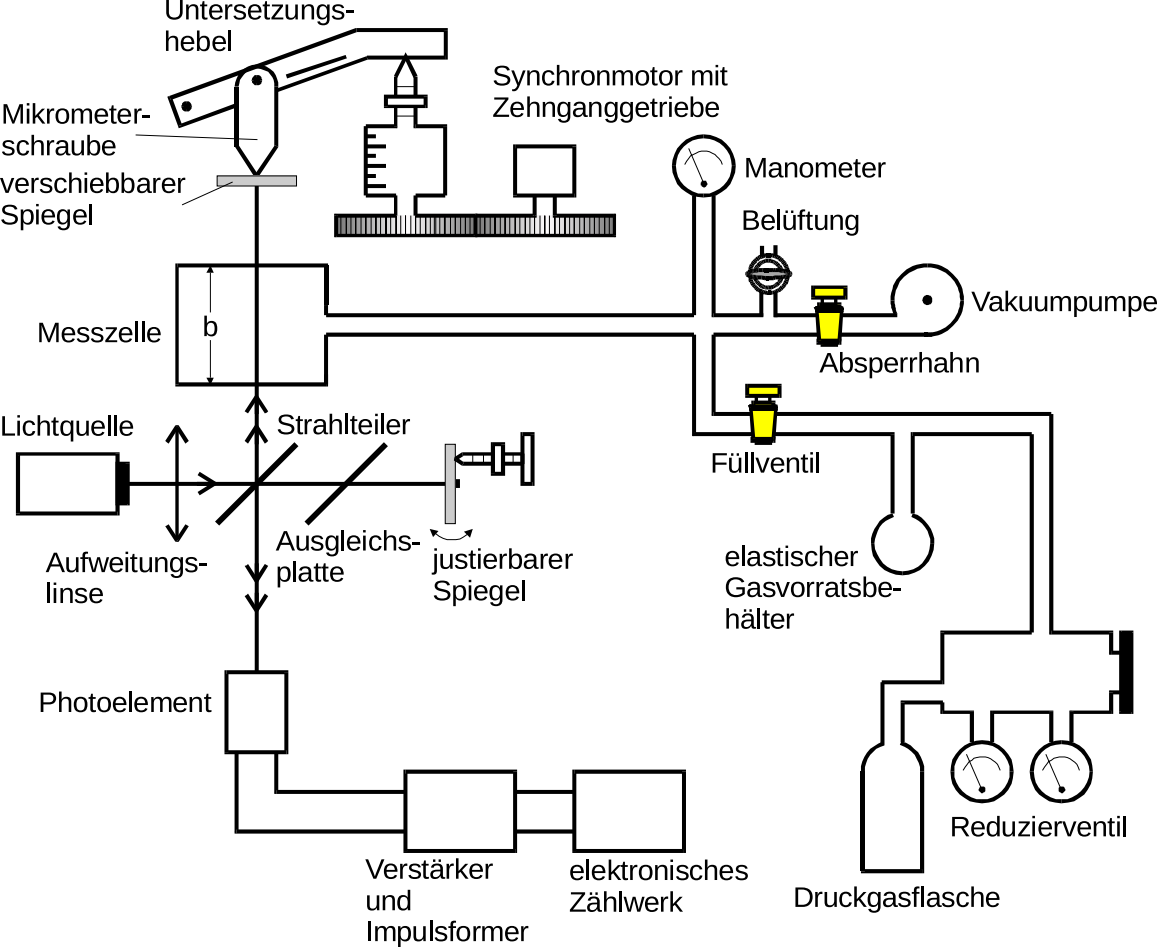 Untersetzungs-
hebel
Synchronmotor mit
Zehnganggetriebe
Mikrometer-
schraube
verschiebbarer
Spiegel
Manometer
Belüftung
Vakuumpumpe
Absperrhahn
Messzelle
b
Lichtquelle
Strahlteiler
Füllventil
Aufweitungs-
linse
Ausgleichs-
platte
justierbarer
Spiegel
elastischer
Gasvorratsbe-
hälter
Photoelement
Reduzierventil
Druckgasflasche
Verstärker
und
Impulsformer
elektronisches
Zählwerk